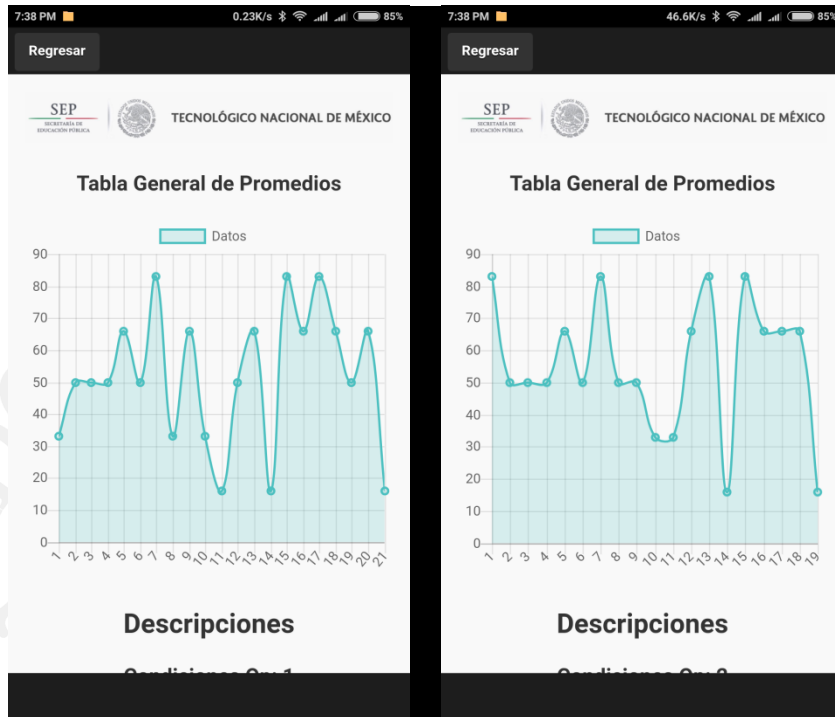 7:38 PM 0.23K/s 85%
Regresar
SEP
SECRETARÍA DE
EDUCACIÓN PÚBLICA
TECNOLÓGICO NACIONAL DE MÉXICO
Tabla General de Promedios
Datos
90
80
70
60
50
40
30
20
10
0
1 2 3 4 5 6 7 8 9 10 11 12 13 14 15 16 17 18 19 20 21
Descripciones
7:38 PM 46.6K/s 85%
Regresar
SEP
SECRETARÍA DE
EDUCACIÓN PÚBLICA
TECNOLÓGICO NACIONAL DE MÉXICO
Tabla General de Promedios
Datos
90
80
70
60
50
40
30
20
10
0
1 2 3 4 5 6 7 8 9 10 11 12 13 14 15 16 17 18 19
Descripciones